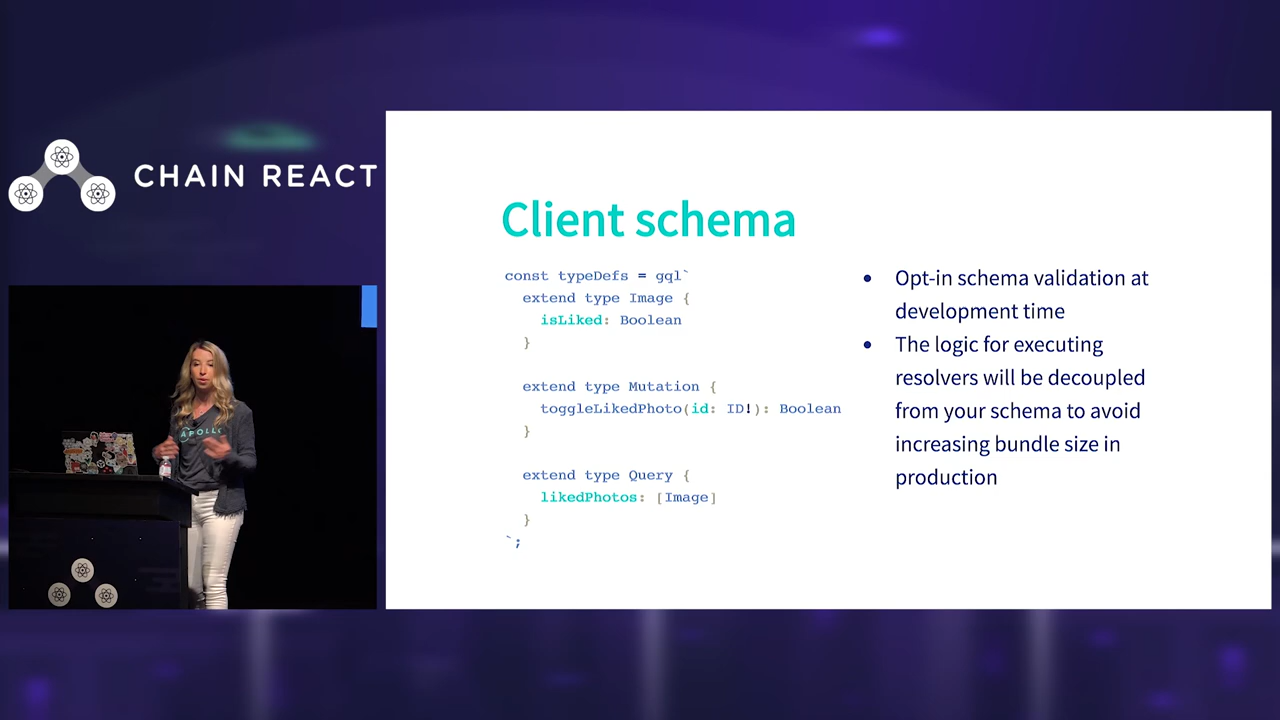 CHAIN REACT
Client schema
const typeDefs = gql`
extend type Image {
isLiked: Boolean
}
extend type Mutation {
toggleLikedPhoto(id: ID!): Boolean
}
extend type Query {
likedPhotos: [Image]
}
`;
• Opt-in schema validation at
development time
• The logic for executing
resolvers will be decoupled
from your schema to avoid
increasing bundle size in
production
APOLLO